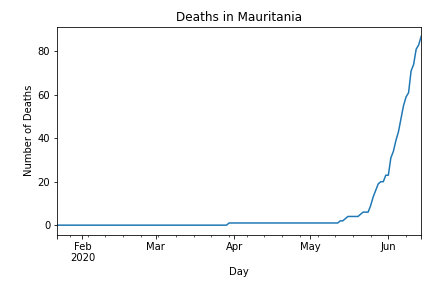 Deaths in Mauritania
Number of Deaths
80
60
40
20
0
Feb
2020
Mar
Apr
May
Jun
Day